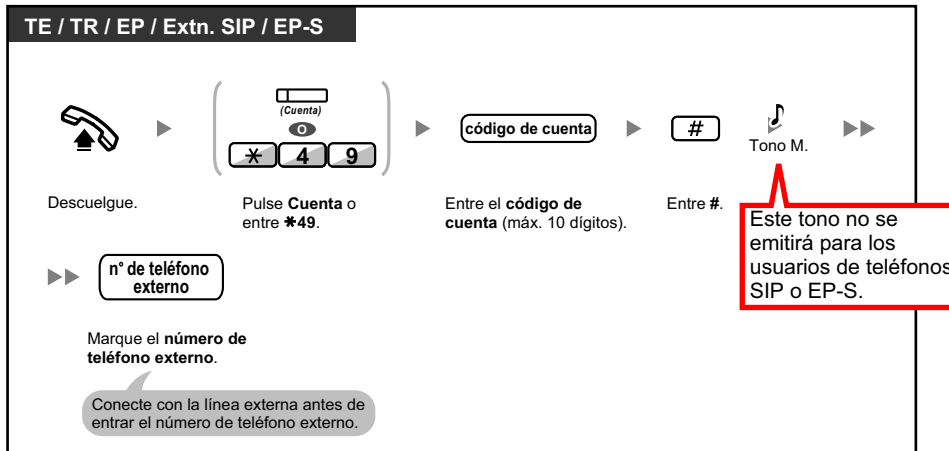 TE / TR / EP / Extn. SIP / EP-S
(Cuenta)
O
✱ 4 9
código de cuenta
#
Tono M.
Descuelgue.
Pulse Cuenta o
entre ✱49.
Entre el código de
cuenta (máx. 10 dígitos).
Entre #.
Este tono no se
emitirá para los
usuarios de teléfonos
SIP o EP-S.
n° de teléfono
externo
Marque el número de
teléfono externo.
Conecte con la línea externa antes de
entrar el número de teléfono externo.